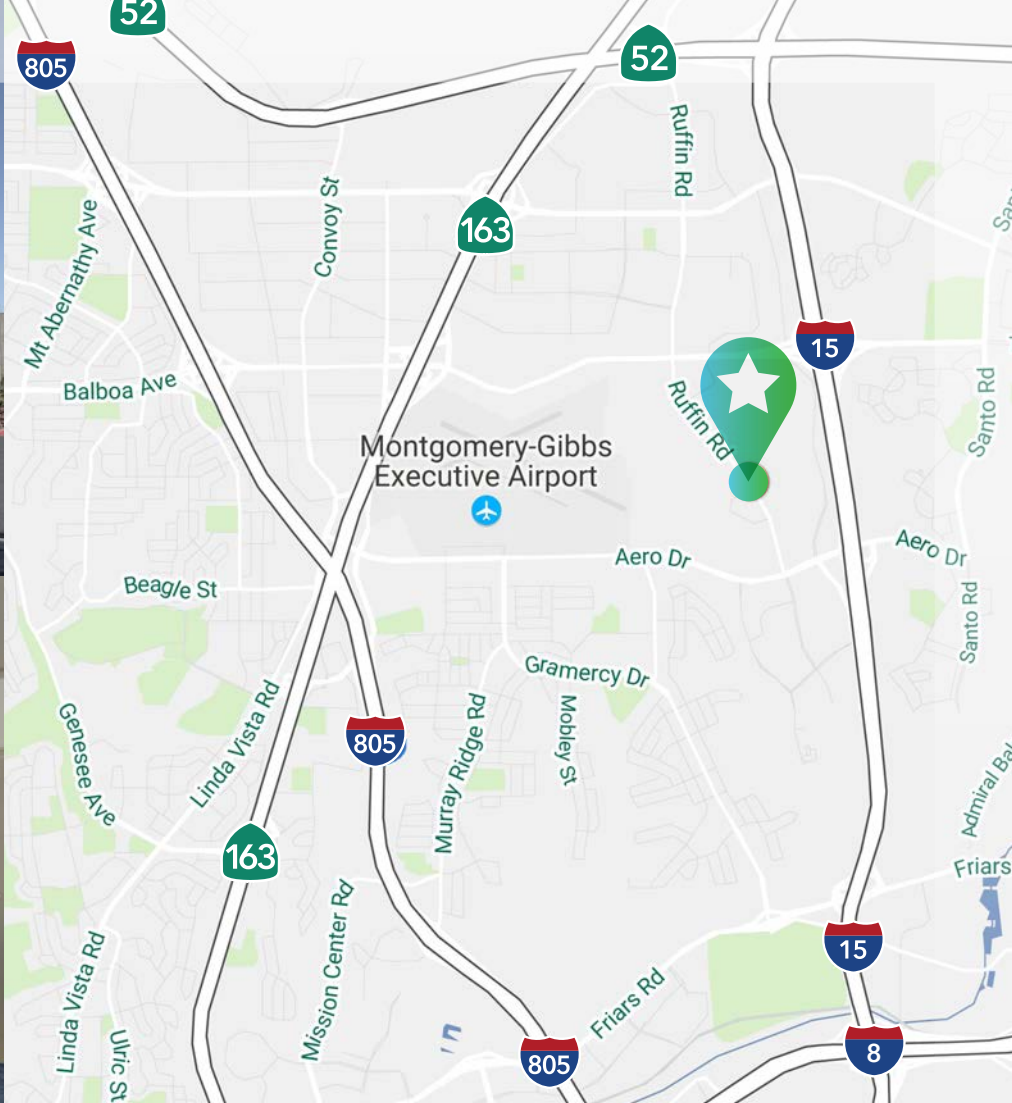 52
805
52
Ruffin Rd
Convoy St
163
Mt Abernathy Ave
15
Balboa Ave
Ruffin Rd
Santo Rd
Montgomery-Gibbs
Executive Airport
Aero Dr
Aero Dr
Beagle St
Santo Rd
Gramercy Dr
Linda Vista Rd
Genesee Ave
Murray Ridge Rd
Mobley St
805
Admiral Bal
163
Friars
Mission Center Rd
15
Linda Vista Rd
Friars Rd
Ulric St
805
8